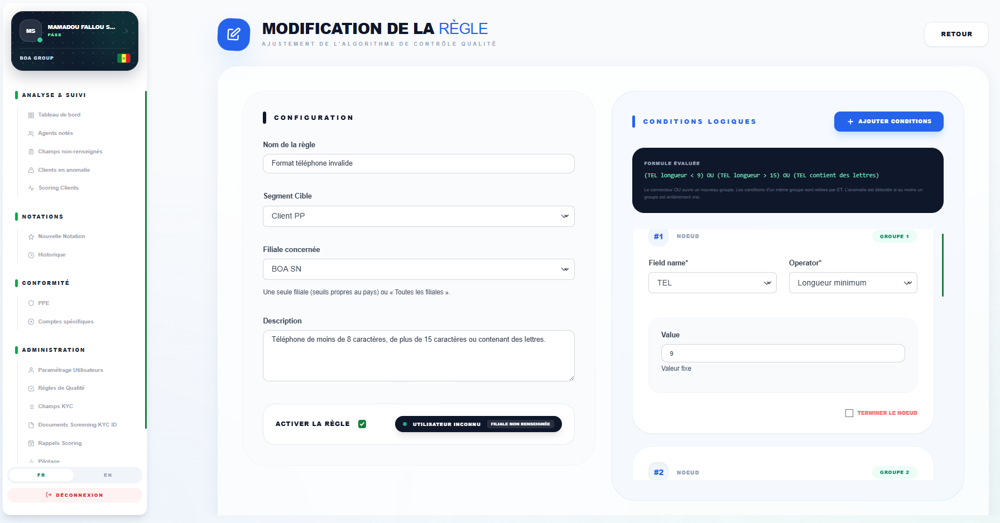 MS
MAMADOU FALLOU S...
PASS
BOA GROUP
ANALYSE & SUIVI
Tableau de bord
Agents notés
Champs non-renseignés
Clients en anomalie
Scoring Clients
NOTATIONS
Nouvelle Notation
Historique
CONFORMITÉ
PPE
Comptes spécifiques
ADMINISTRATION
Paramétrage Utilisateurs
Règles de Qualité
Champs KYC
Documents Screening KYC ID
Rappels Scoring
Pilotage
FR
EN
DÉCONNEXION
MODIFICATION DE LA RÈGLE
AJUSTEMENT DE L'ALGORITHME DE CONTRÔLE QUALITÉ
RETOUR
CONFIGURATION
Nom de la règle
Format téléphone invalide
Segment Cible
Client PP
Filiale concernée
BOA SN
Une seule filiale (seuils propres au pays) ou « Toutes les filiales ».
Description
Téléphone de moins de 8 caractères, de plus de 15 caractères ou contenant des lettres.
ACTIVER LA RÈGLE
UTILISATEUR INCONNU
FILIALE NON RENSEIGNÉE
CONDITIONS LOGIQUES
AJOUTER CONDITIONS
FORMULE ÉVALUÉE
(TEL longueur < 9) OU (TEL longueur > 15) OU (TEL contient des lettres)
Le connecteur OU ouvre un nouveau groupe. Les conditions d'un même groupe sont reliées par ET. L'anomalie est détectée si au moins un
groupe est entièrement vrai.
#1
NOEUD
GROUPE 1
Field name*
Operator*
TEL
Longueur minimum
Value
9
Valeur fixe
TERMINER LE NOEUD
#2
NOEUD
GROUPE 2